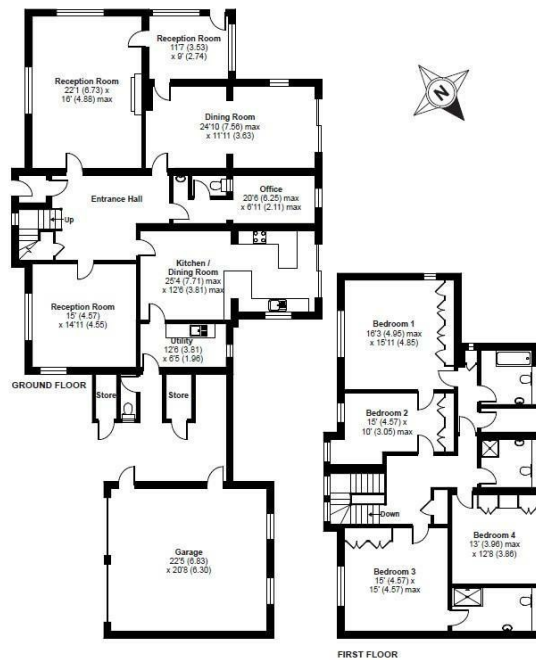 Reception Room
11'7 (3.53)
x 9' (2.74)
Reception Room
22'1 (6.73) x
16' (4.88) max
N
Dining Room
24'10 (7.56) max
x 11'11 (3.63)
Entrance Hall
Office
20'6 (6.25) max
x 6'11 (2.11) max
Up
Kitchen /
Dining Room
25'4 (7.71) max
x 12'6 (3.81) max
Reception Room
15' (4.57)
x 14'11 (4.55)
Utility
12'6 (3.81)
x 6'5 (1.96)
GROUND FLOOR
Store
Store
Garage
22'5 (6.83)
x 20'8 (6.30)
Bedroom 1
16'3 (4.95) max
x 15'11 (4.85)
Bedroom 2
15' (4.57) x
10' (3.05) max
Down
Bedroom 4
13' (3.96) max
x 12'8 (3.86)
Bedroom 3
15' (4.57) x
15' (4.57) max
FIRST FLOOR